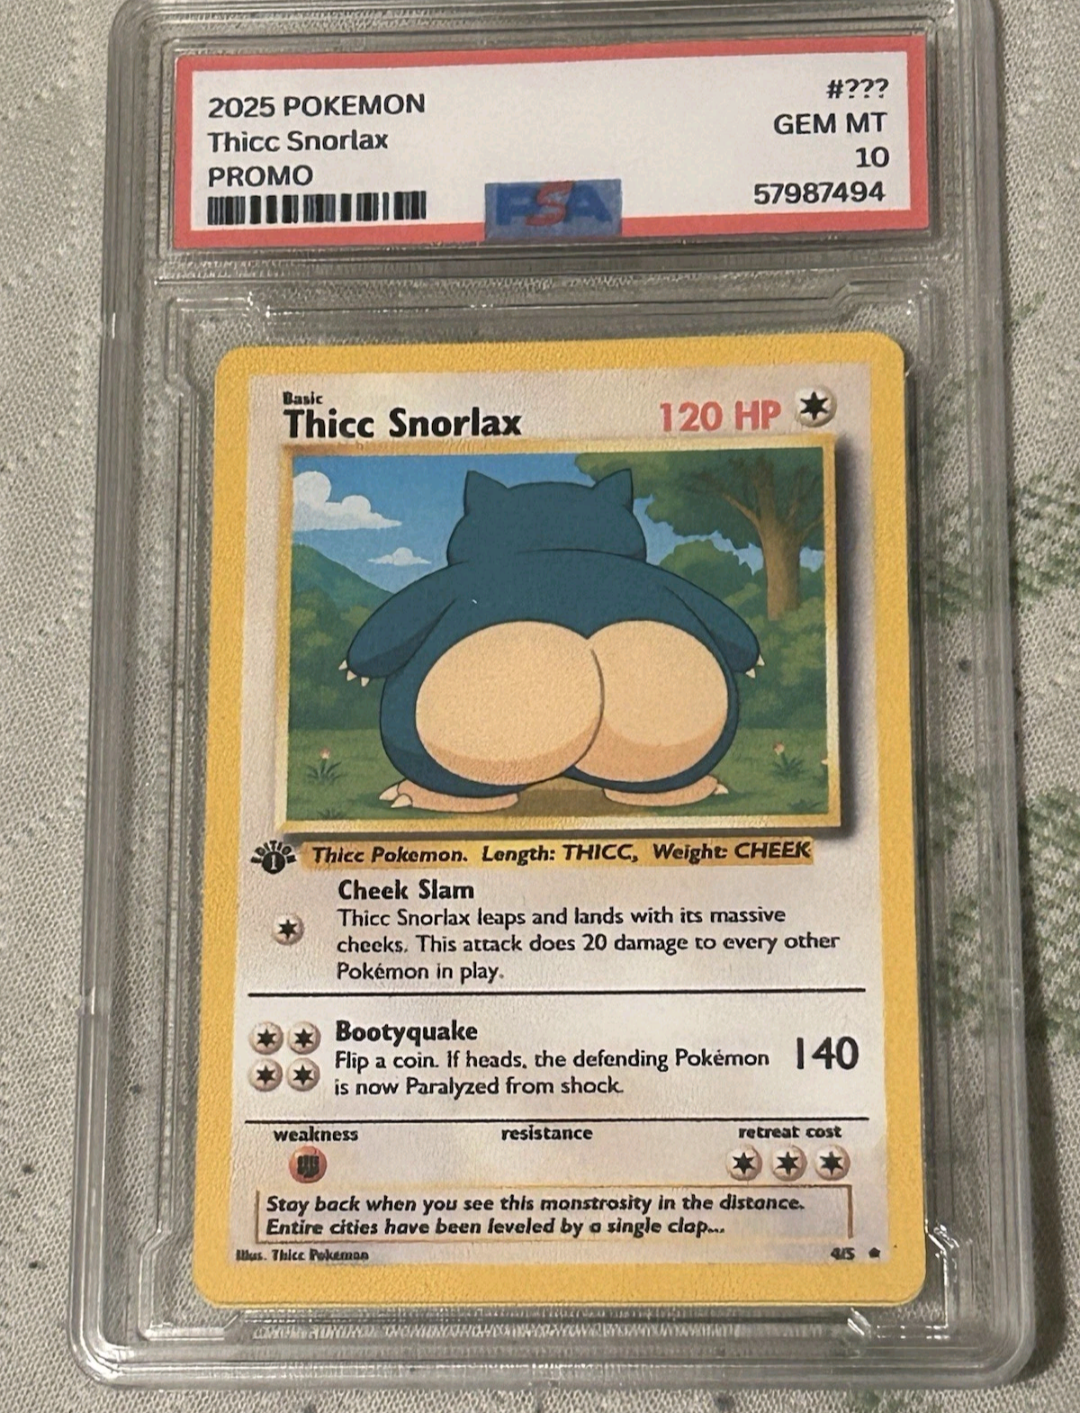 2025 POKEMON
#???
Thicc Snorlax
GEM MT
PROMO
10
PSA
57987494
Basic
Thicc Snorlax
120 HP
EDITION
1
Thicc Pokemon. Length: THICC, Weight: CHEEK
Cheek Slam
Thicc Snorlax leaps and lands with its massive
cheeks. This attack does 20 damage to every other
Pokémon in play.
Bootyquake
Flip a coin. If heads, the defending Pokémon
is now Paralyzed from shock.
140
weakness
resistance
retreat cost
Stay back when you see this monstrosity in the distance.
Entire cities have been leveled by a single clap...
Illus. Thicc Pokemon
4/5